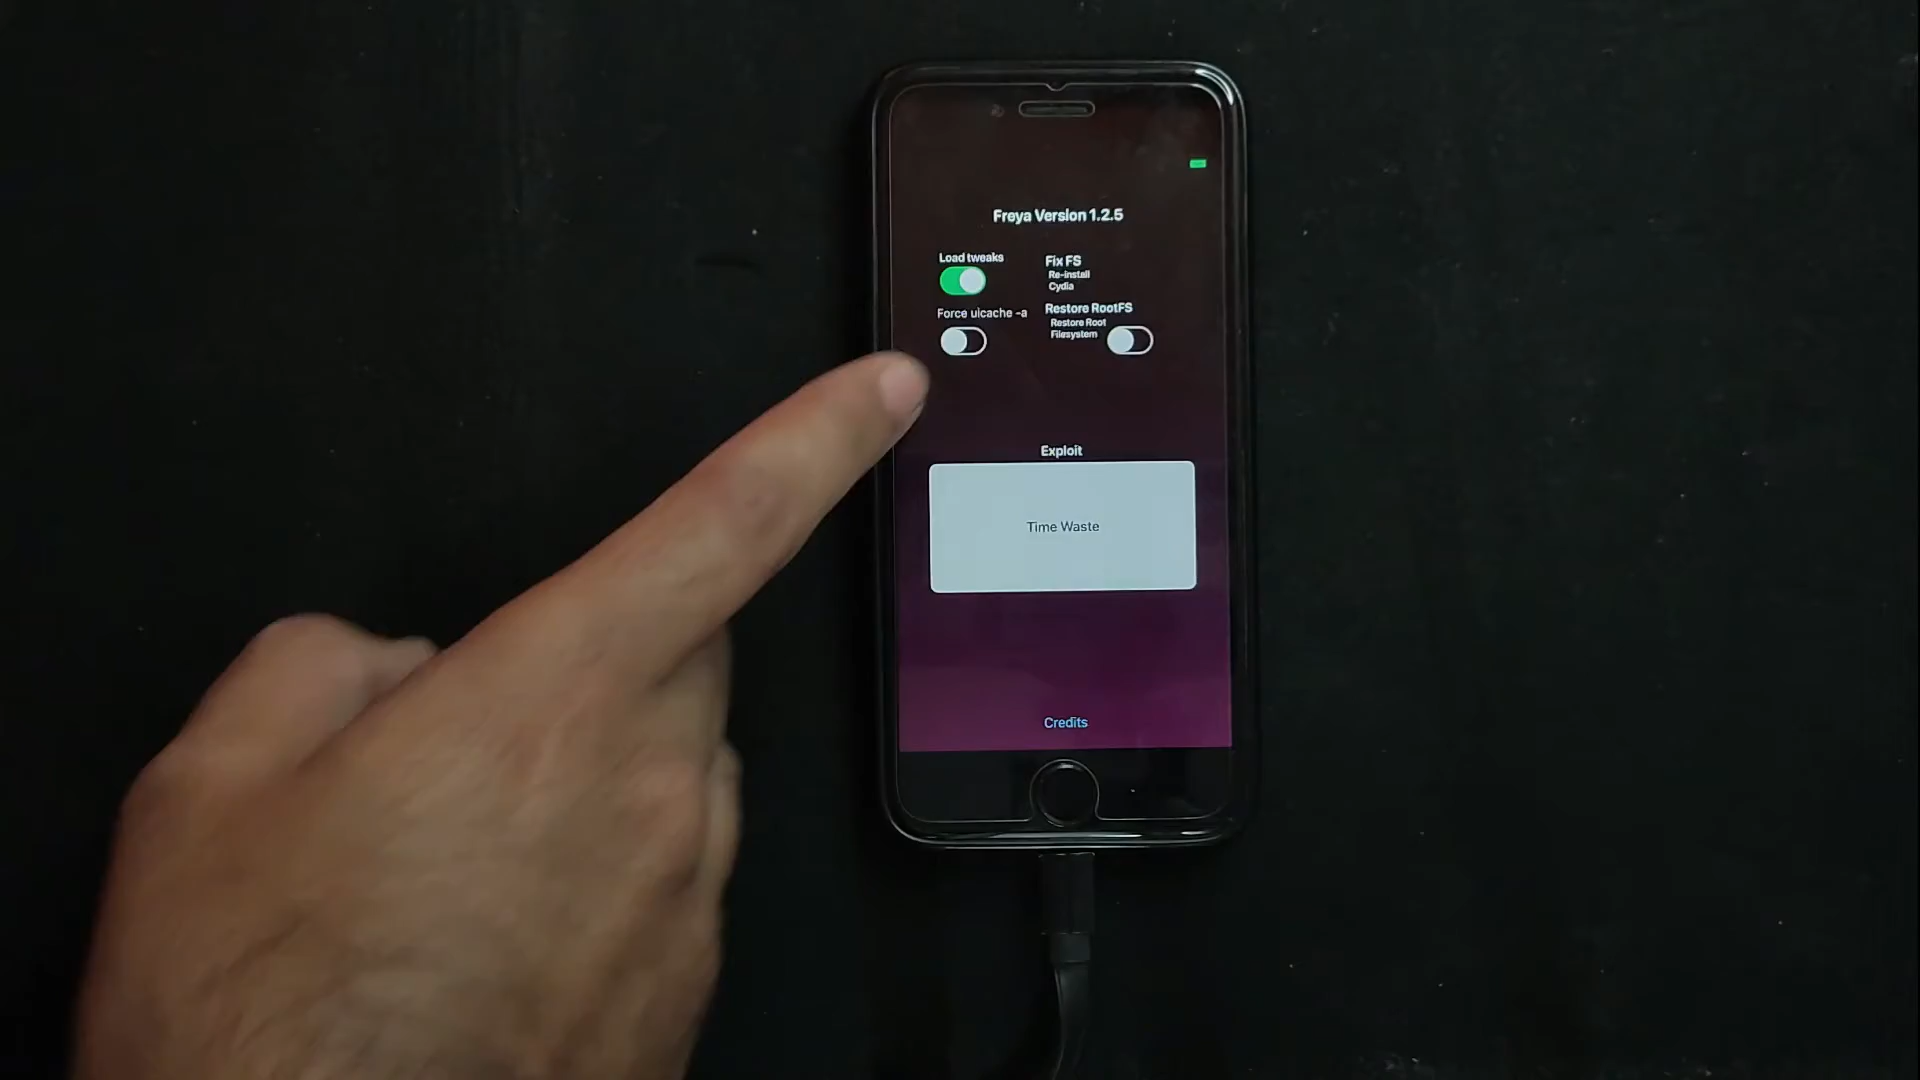 Freya Version 1.2.5
Load tweaks
Fix FS
Re-install
Cydia
Force uicache -a
Restore RootFS
Restore Root
Filesystem
Exploit
Time Waste
Credits